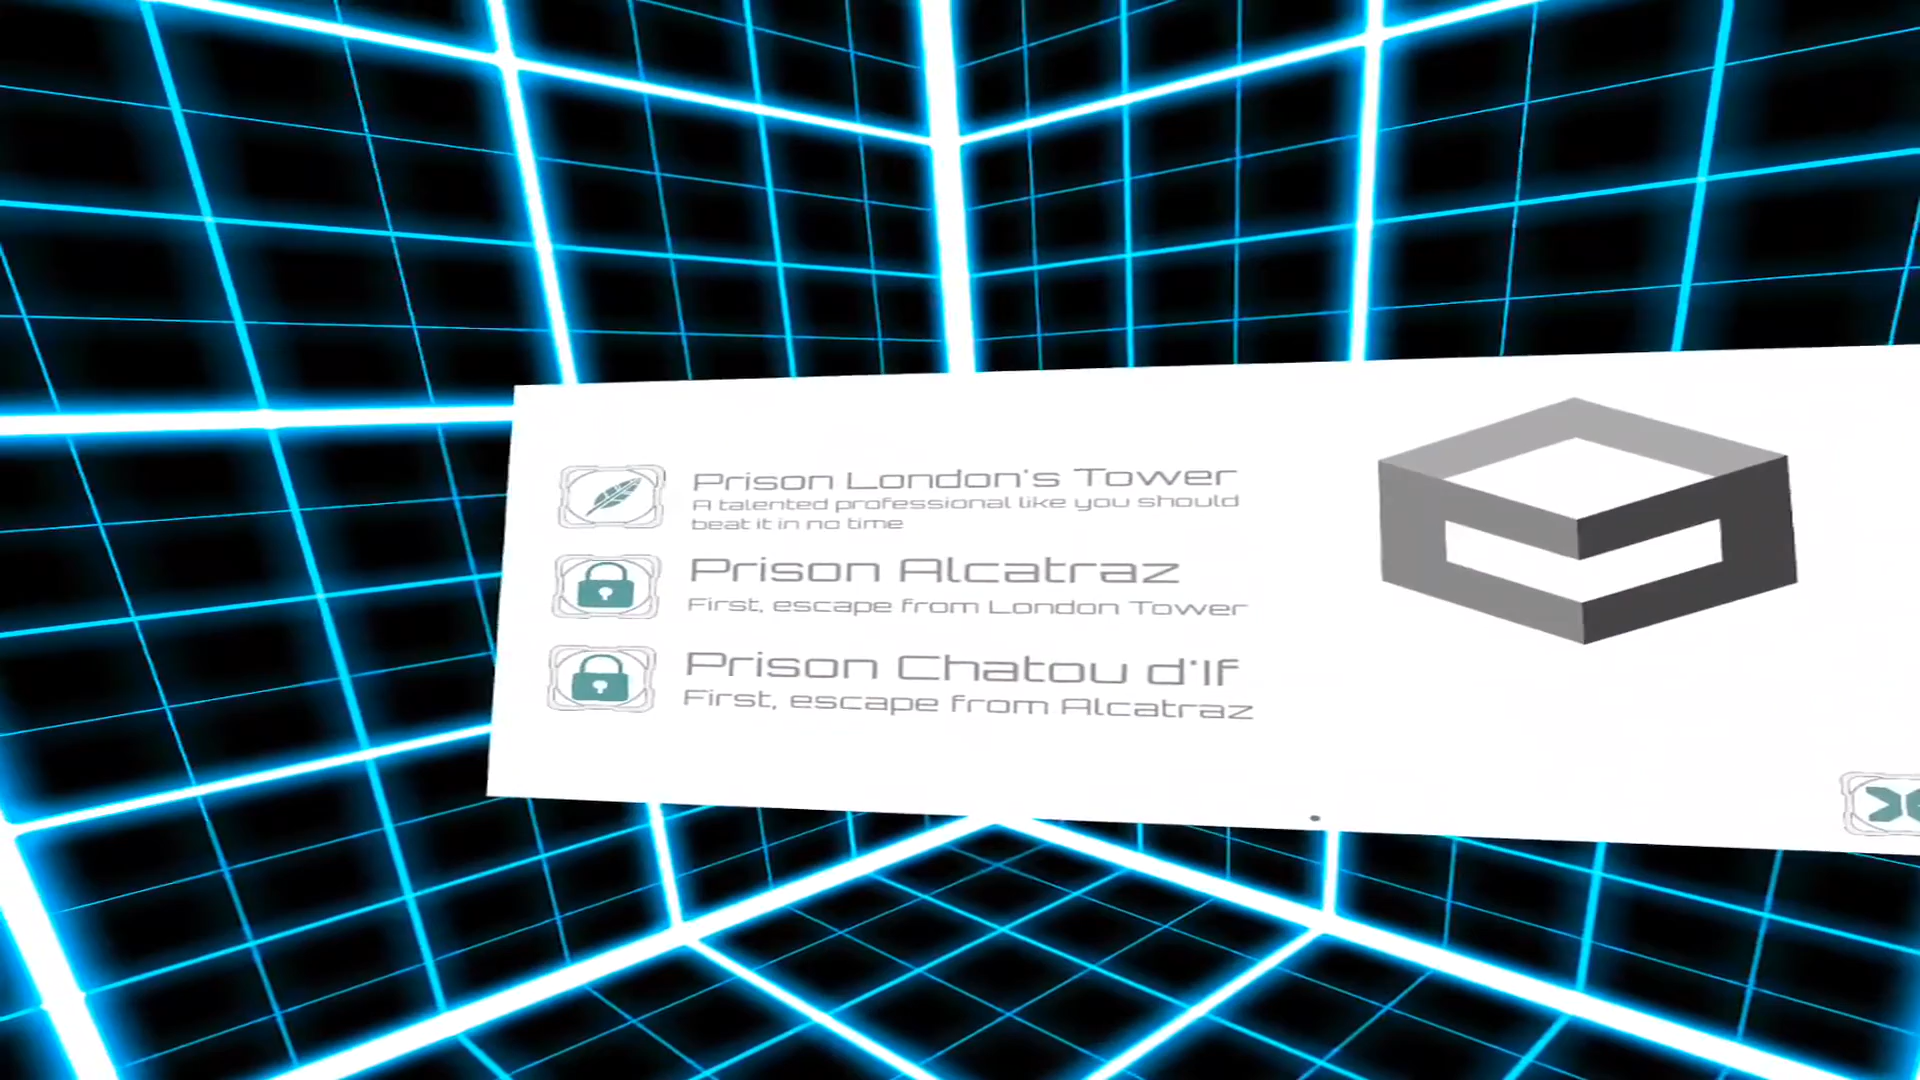 Prison London's Tower
A talented professional like you should
beat it in no time
Prison Alcatraz
First, escape from London Tower
Prison Chatou d'If
First, escape from Alcatraz